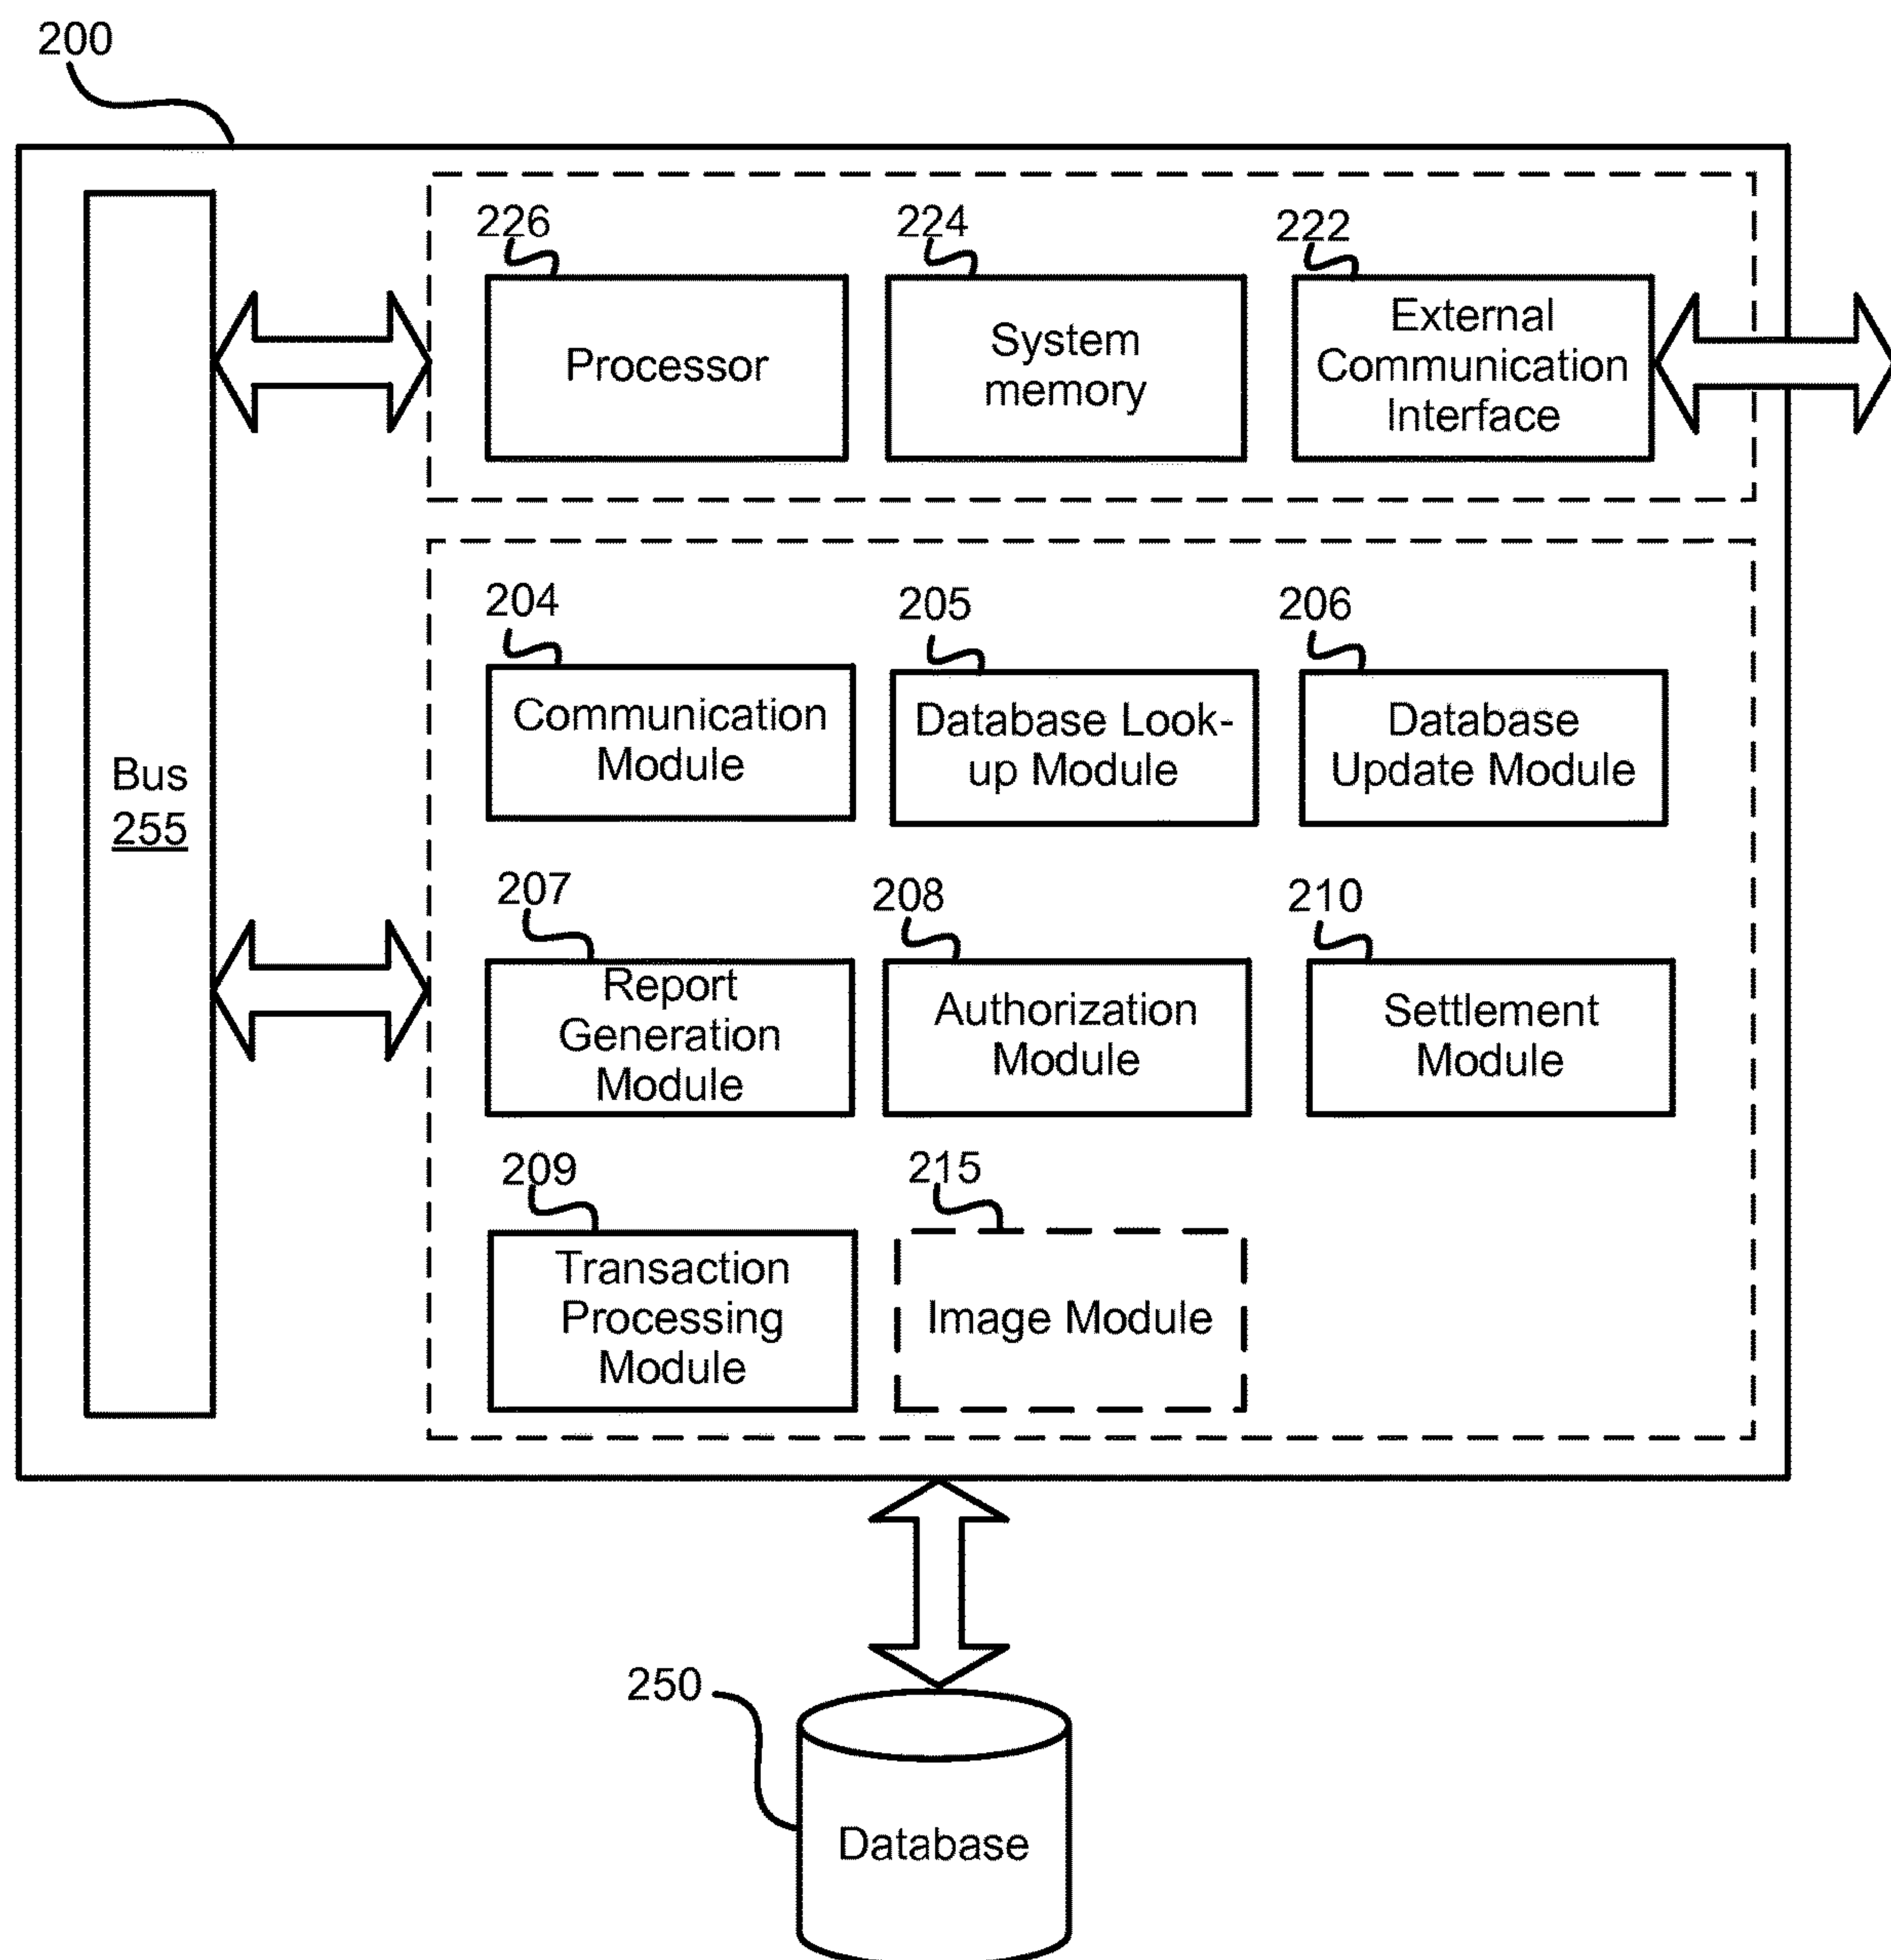 200
226
224
222
Processor
System
memory
External
Communication
Interface
204
205
206
Communication
Module
Database Look-
up Module
Database
Update Module
Bus
255
207
208
210
Report
Generation
Module
Authorization
Module
Settlement
Module
209
215
Transaction
Processing
Module
Image Module
250
Database